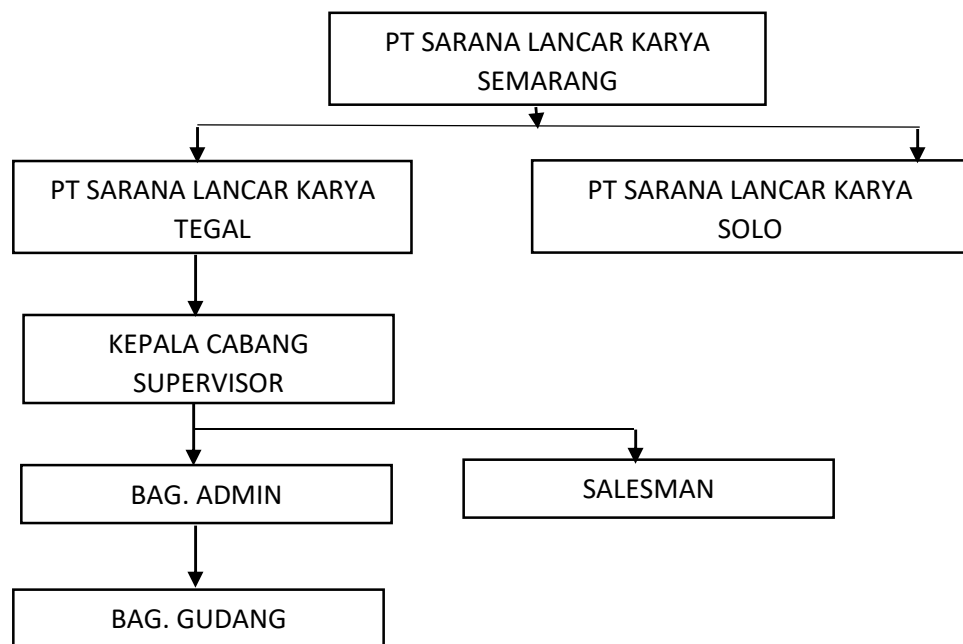 PT SARANA LANCAR KARYA
SEMARANG
PT SARANA LANCAR KARYA
TEGAL
PT SARANA LANCAR KARYA
SOLO
KEPALA CABANG
SUPERVISOR
BAG. ADMIN
SALESMAN
BAG. GUDANG